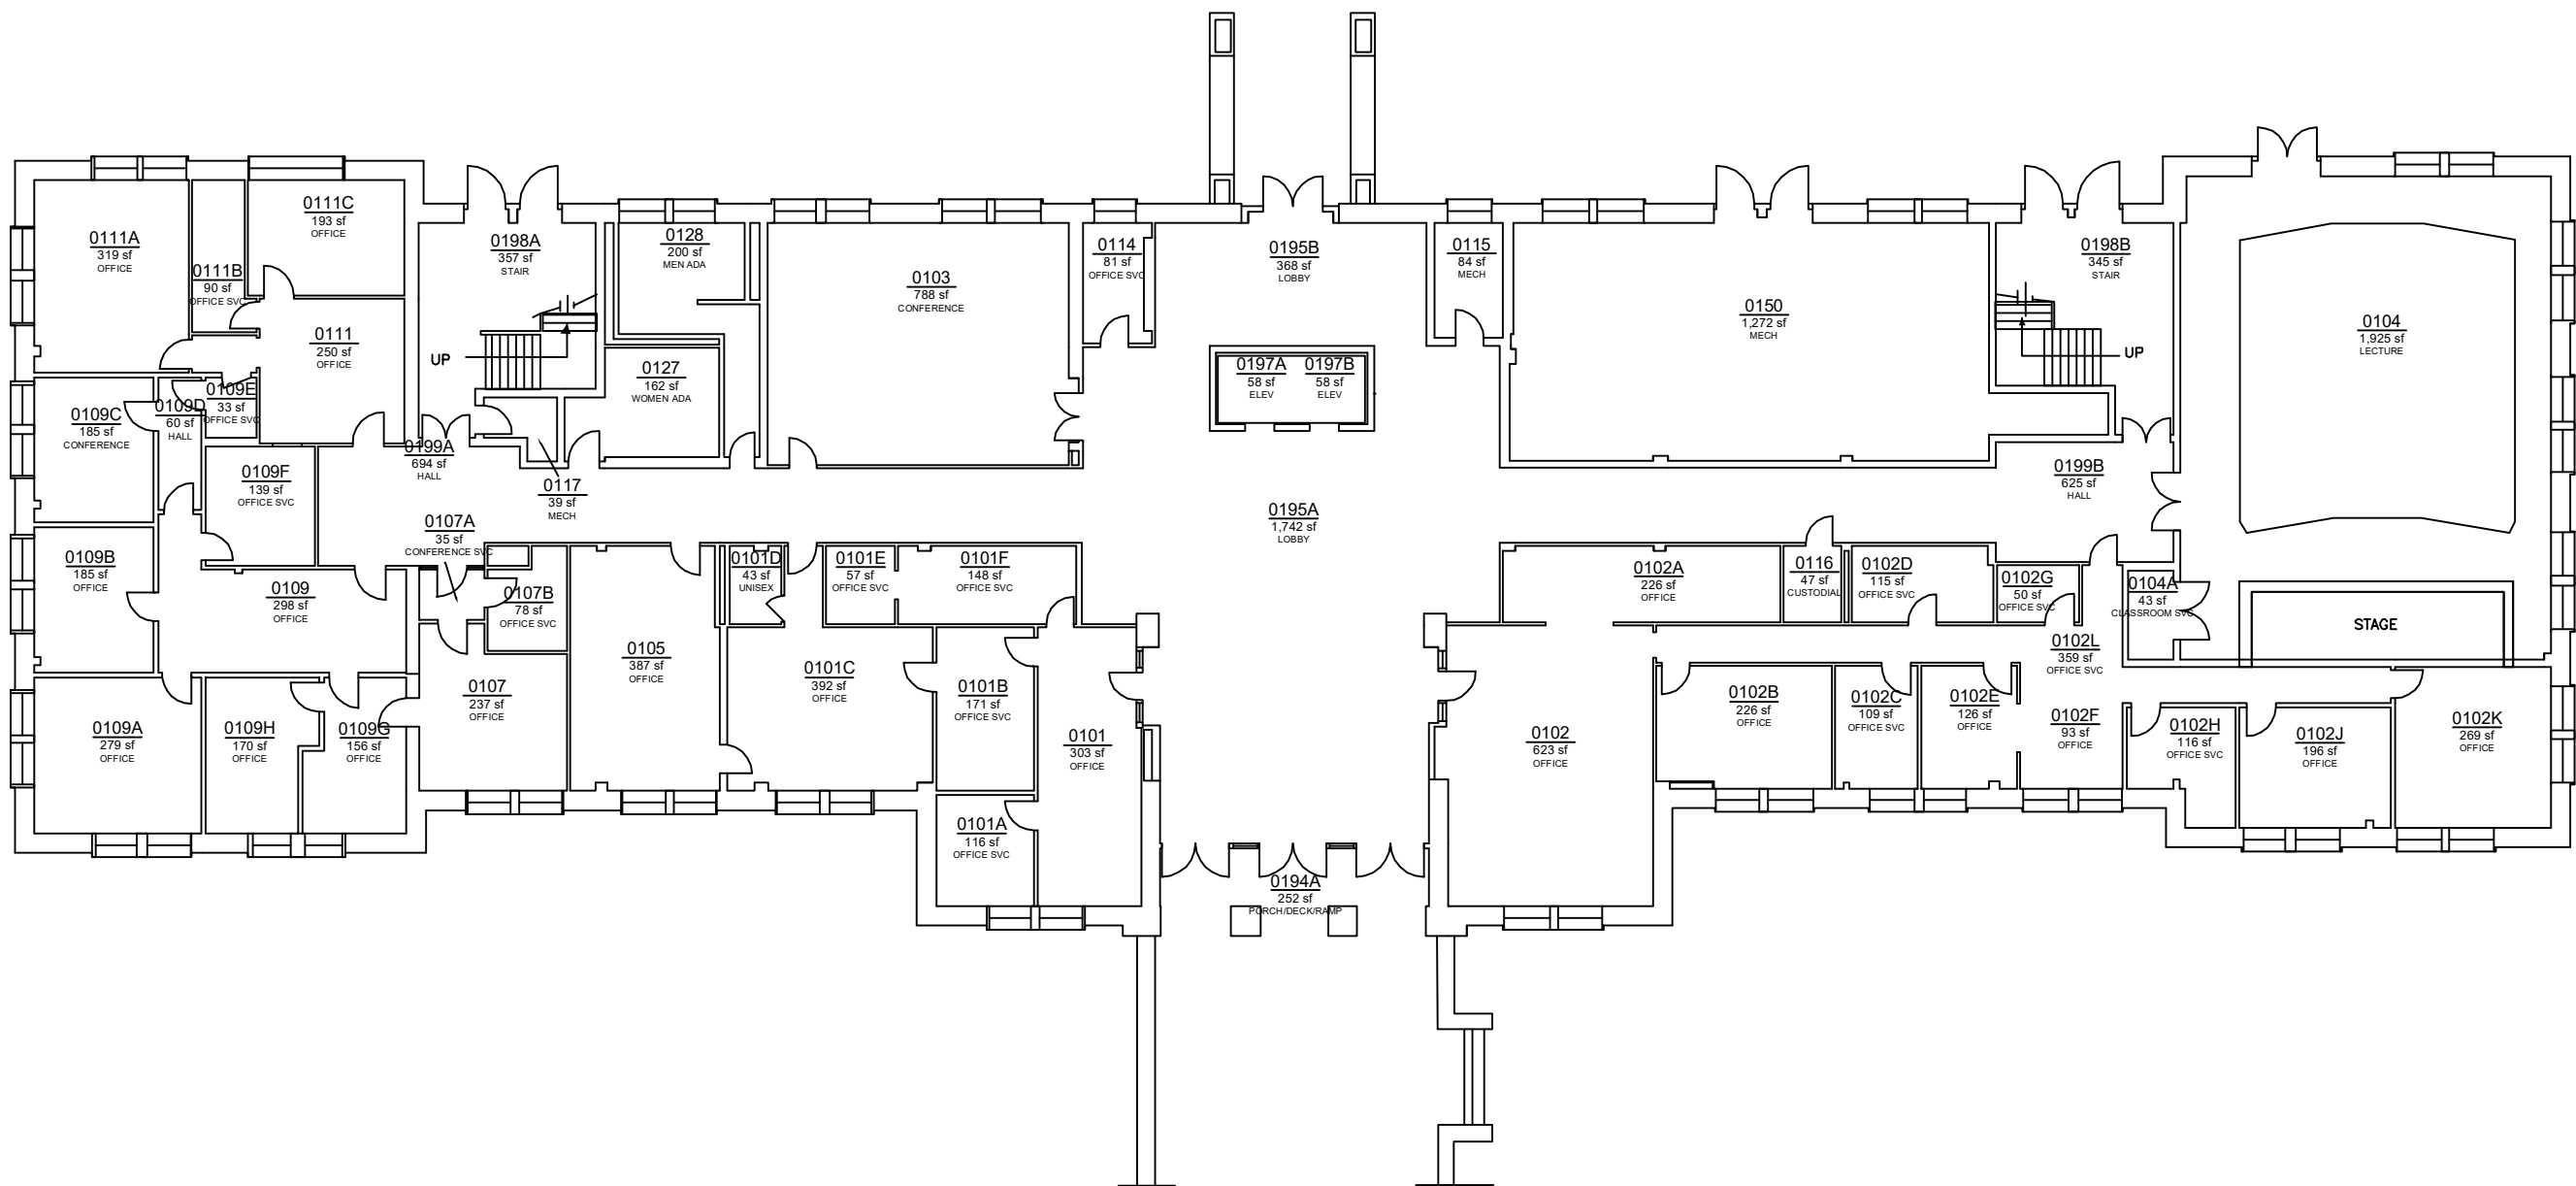 0111A
319 sf
OFFICE
0111B
90 sf
OFFICE SVC
0111C
193 sf
OFFICE
0111
250 sf
OFFICE
0198A
357 sf
STAIR
UP
0128
200 sf
MEN ADA
0127
162 sf
WOMEN ADA
0103
788 sf
CONFERENCE
0114
81 sf
OFFICE SVC
0195B
368 sf
LOBBY
0115
84 sf
MECH
0197A
58 sf
ELEV
0197B
58 sf
ELEV
0150
1,272 sf
MECH
0198B
345 sf
STAIR
UP
0104
1,925 sf
LECTURE
0109C
185 sf
CONFERENCE
0109D
60 sf
HALL
0109E
33 sf
OFFICE SVC
0109F
139 sf
OFFICE SVC
0199A
694 sf
HALL
0117
39 sf
MECH
0107A
35 sf
CONFERENCE SVC
0195A
1,742 sf
LOBBY
0199B
625 sf
HALL
0109B
185 sf
OFFICE
0109
298 sf
OFFICE
0107B
78 sf
OFFICE SVC
0101D
43 sf
UNISEX
0101E
57 sf
OFFICE SVC
0101F
148 sf
OFFICE SVC
0102A
226 sf
OFFICE
0116
47 sf
CUSTODIAL
0102D
115 sf
OFFICE SVC
0102G
50 sf
OFFICE SVC
0104A
43 sf
CLASSROOM SVC
STAGE
0109A
279 sf
OFFICE
0109H
170 sf
OFFICE
0109G
156 sf
OFFICE
0107
237 sf
OFFICE
0105
387 sf
OFFICE
0101C
392 sf
OFFICE
0101B
171 sf
OFFICE SVC
0101
303 sf
OFFICE
0101A
116 sf
OFFICE SVC
0102
623 sf
OFFICE
0102B
226 sf
OFFICE
0102C
109 sf
OFFICE SVC
0102E
126 sf
OFFICE
0102L
359 sf
OFFICE SVC
0102F
93 sf
OFFICE
0102H
116 sf
OFFICE SVC
0102J
196 sf
OFFICE
0102K
269 sf
OFFICE
0194A
252 sf
PORCH/DECK/RAMP